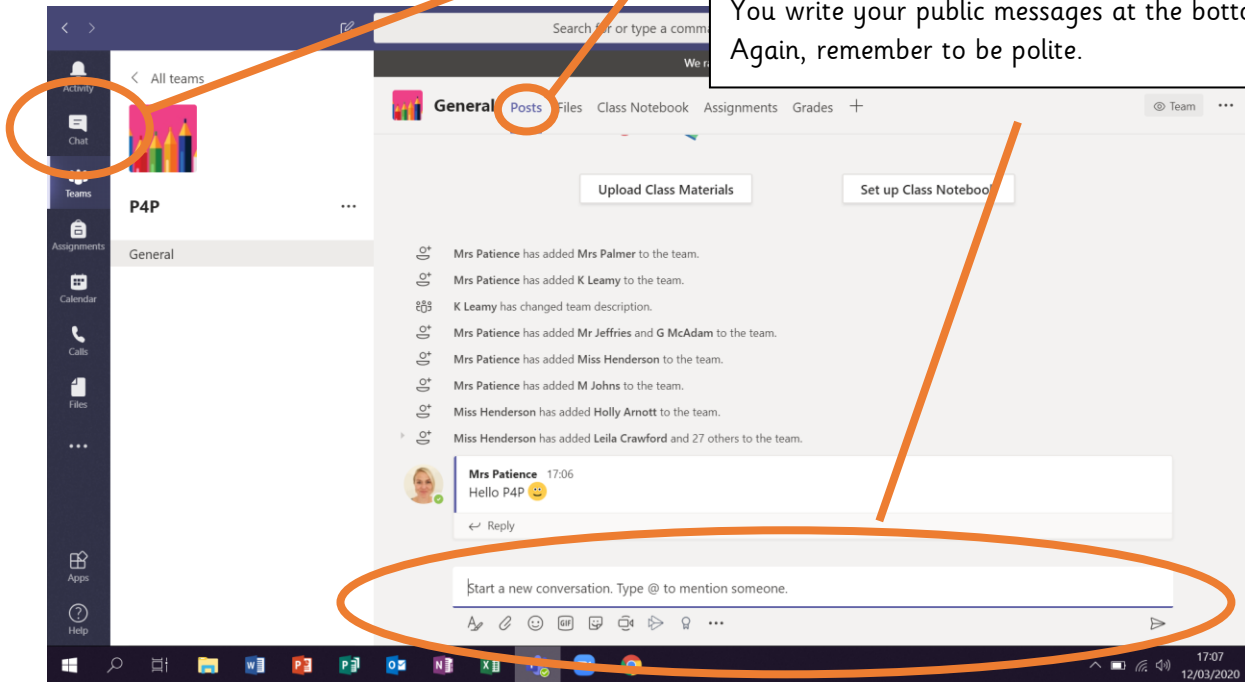 You write your public messages at the
Again, remember to be polite.
Search for or type a
We
Activity
Chat
Teams
Assignments
Calendar
Calls
Files
Apps
Help
All teams
P4P
General
General Posts Files Class Notebook Assignments Grades
Team
Upload Class Materials
Set up Class Notebook
Mrs Patience has added Mrs Palmer to the team.
Mrs Patience has added K Leamy to the team.
K Leamy has changed team description.
Mrs Patience has added Mr Jeffries and G McAdam to the team.
Mrs Patience has added Miss Henderson to the team.
Mrs Patience has added M Johns to the team.
Miss Henderson has added Holly Arnott to the team.
Miss Henderson has added Leila Crawford and 27 others to the team.
Mrs Patience 17:06
Hello P4P
Reply
Start a new conversation. Type @ to mention someone.
GIF
17:07
12/03/2020